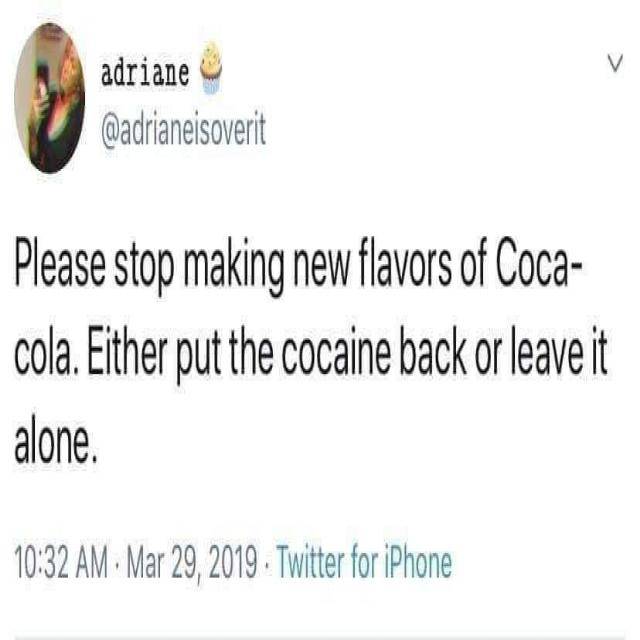 adriane 🧁
@adrianeisoverit
Please stop making new flavors of Coca-
cola. Either put the cocaine back or leave it
alone.
10:32 AM · Mar 29, 2019 · Twitter for iPhone